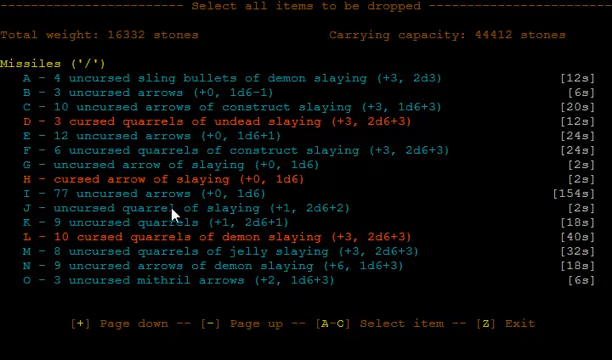 Select all items to be dropped
Total weight: 16332 stones Carrying capacity: 44412 stones
Missiles ('/')
A - 4 uncursed sling bullets of demon slaying (+3, 2d3) [12s]
B - 3 uncursed arrows (+0, 1d6-1) [6s]
C - 10 uncursed arrows of construct slaying (+3, 1d6+3) [20s]
D - 3 cursed quarrels of undead slaying (+3, 2d6+3) [12s]
E - 12 uncursed arrows (+0, 1d6+1) [24s]
F - 6 uncursed quarrels of construct slaying (+3, 2d6+3) [24s]
G - uncursed arrow of slaying (+0, 1d6) [2s]
H - cursed arrow of slaying (+0, 1d6) [2s]
I - 77 uncursed arrows (+0, 1d6) [154s]
J - uncursed quarrel of slaying (+1, 2d6+2) [2s]
K - 9 uncursed quarrels (+1, 2d6+1) [18s]
L - 10 cursed quarrels of demon slaying (+3, 2d6+3) [40s]
M - 8 uncursed quarrels of jelly slaying (+3, 2d6+3) [32s]
N - 9 uncursed arrows of demon slaying (+6, 1d6+3) [18s]
O - 3 uncursed mithril arrows (+2, 1d6+3) [6s]
[+] Page down -- [-] Page up -- [A-O] Select item -- [Z] Exit